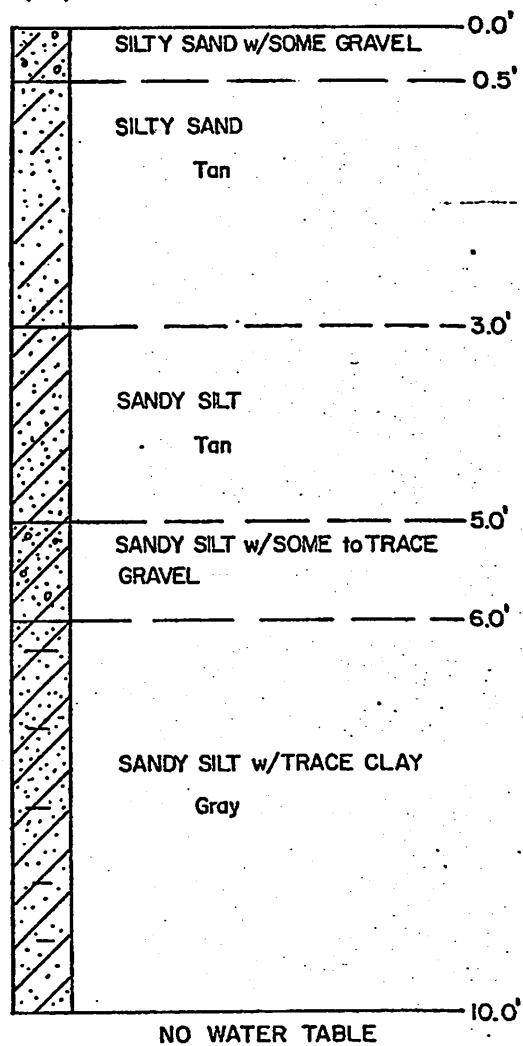 0.0'
SILTY SAND w/SOME GRAVEL
0.5'
SILTY SAND
Tan
3.0'
SANDY SILT
Tan
5.0'
SANDY SILT w/SOME to TRACE
GRAVEL
6.0'
SANDY SILT w/TRACE CLAY
Gray
10.0'
NO WATER TABLE